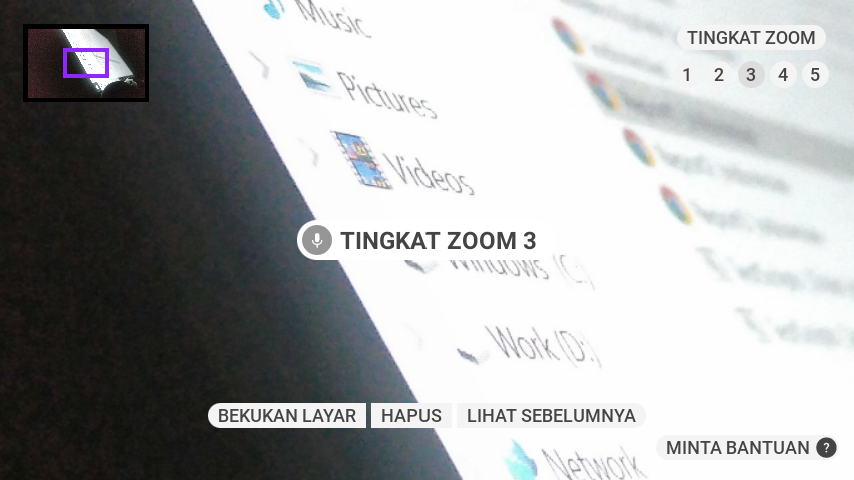 Music
TINGKAT ZOOM
1 2 3 4 5
Pictures
Videos
TINGKAT ZOOM 3
Windows (C:)
Work (D:)
BEKUKAN LAYAR HAPUS LIHAT SEBELUMNYA
MINTA BANTUAN ?
Network